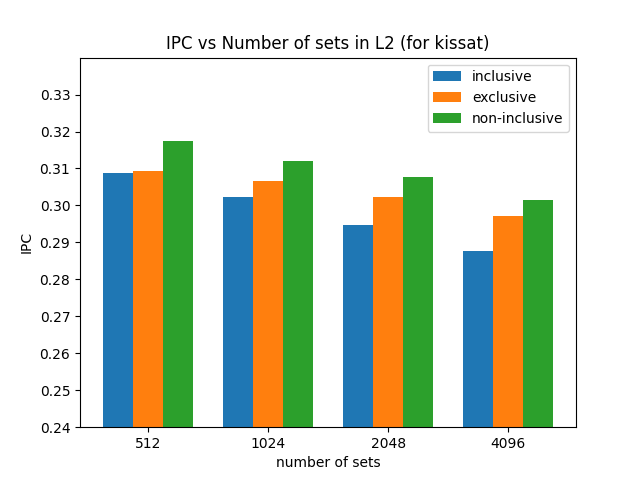 IPC vs Number of sets in L2 (for kissat)
inclusive
exclusive
non-inclusive
IPC
0.33
0.32
0.31
0.30
0.29
0.28
0.27
0.26
0.25
0.24
512 1024 2048 4096
number of sets